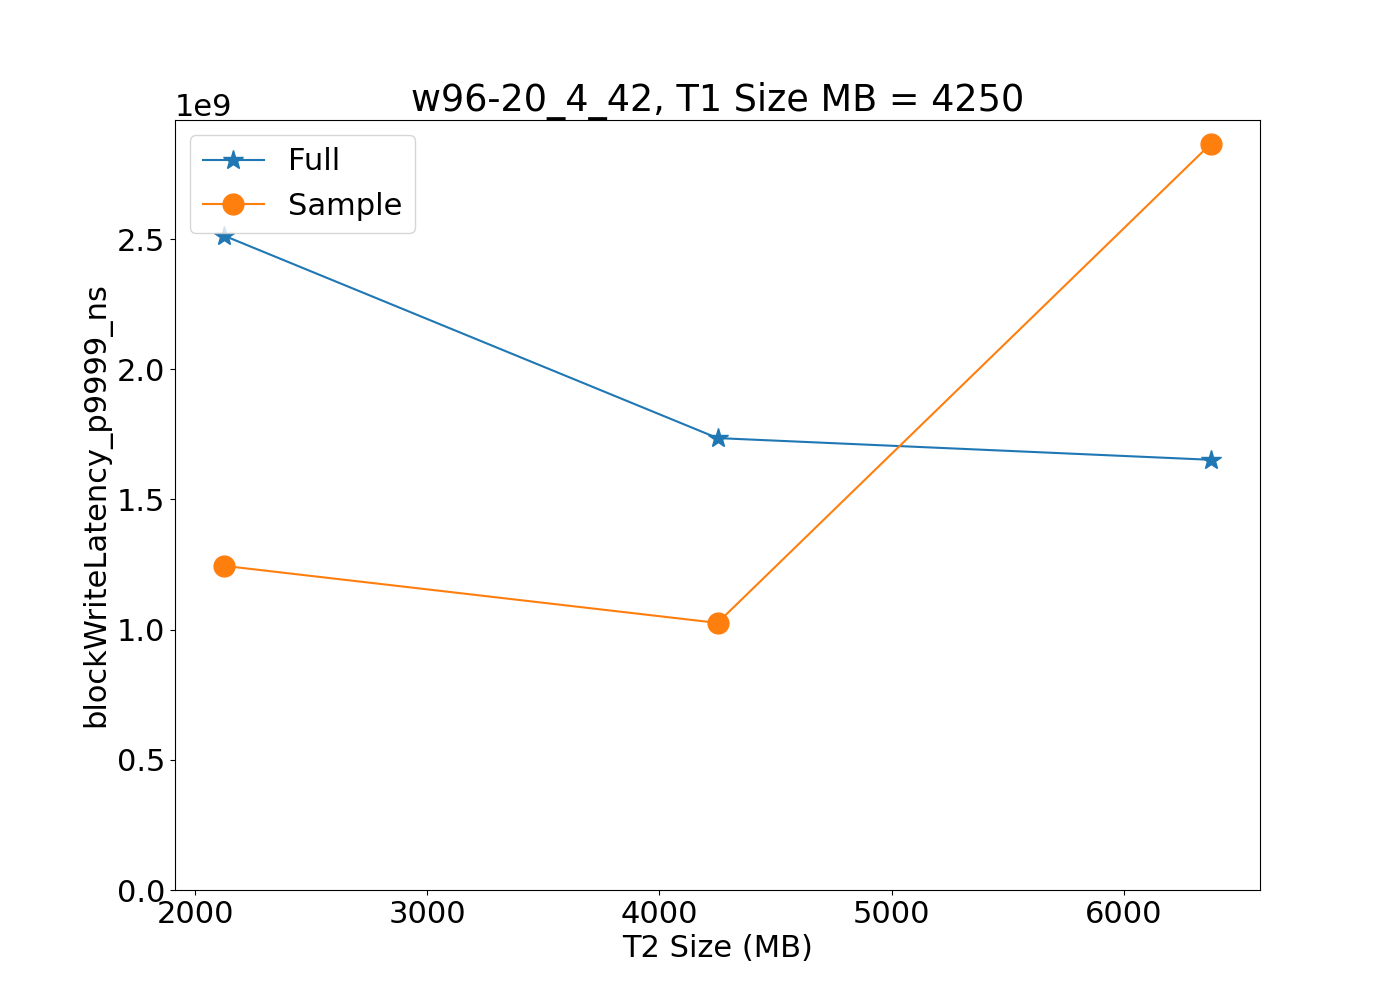 w96-20_4_42, T1 Size MB = 4250
1e9
Full
Sample
2.5
2.0
1.5
1.0
0.5
0.0
blockWriteLatency_p9999_ns
2000 3000 4000 5000 6000
T2 Size (MB)